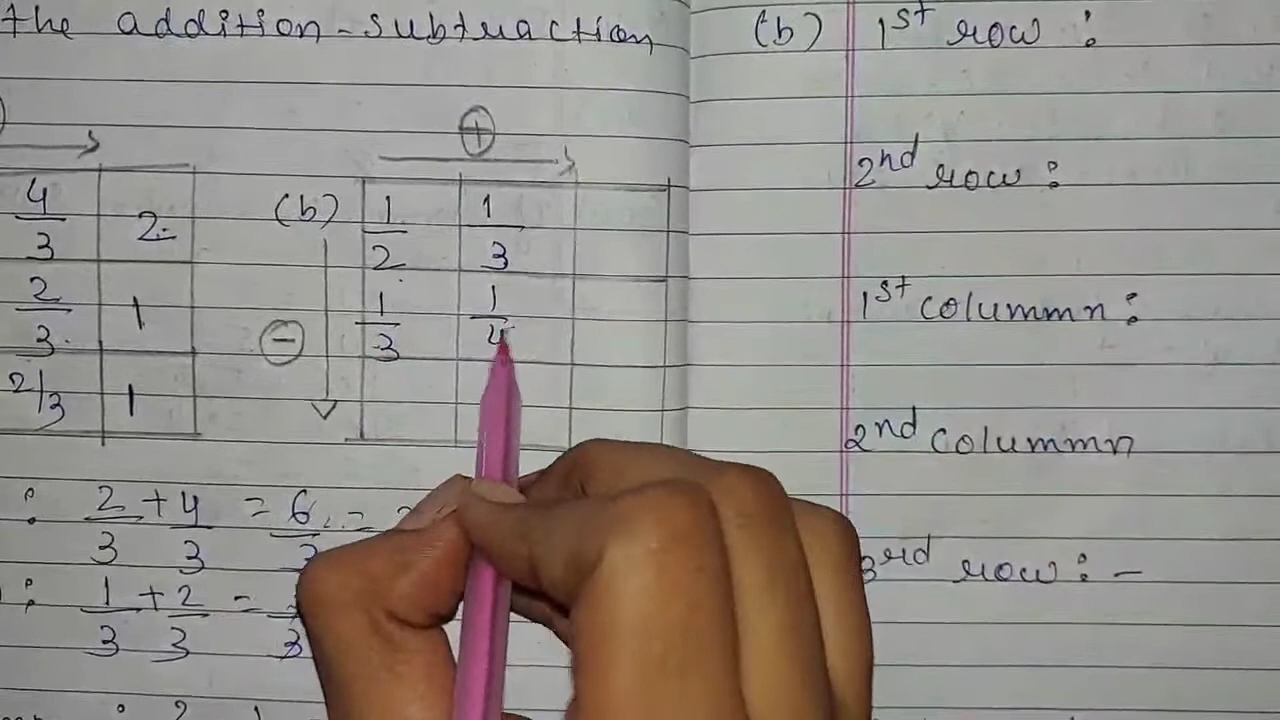 the addition-subtraction
+
4/3 2
2/3 1
2/3 1
(b) 1/2 1/3
− 1/3 1/4
: 2/3 + 4/3 = 6 =
: 1/3 + 2/3 =
(b) 1st row :
2nd row :
1st colummn :
2nd colummn
3rd row : -